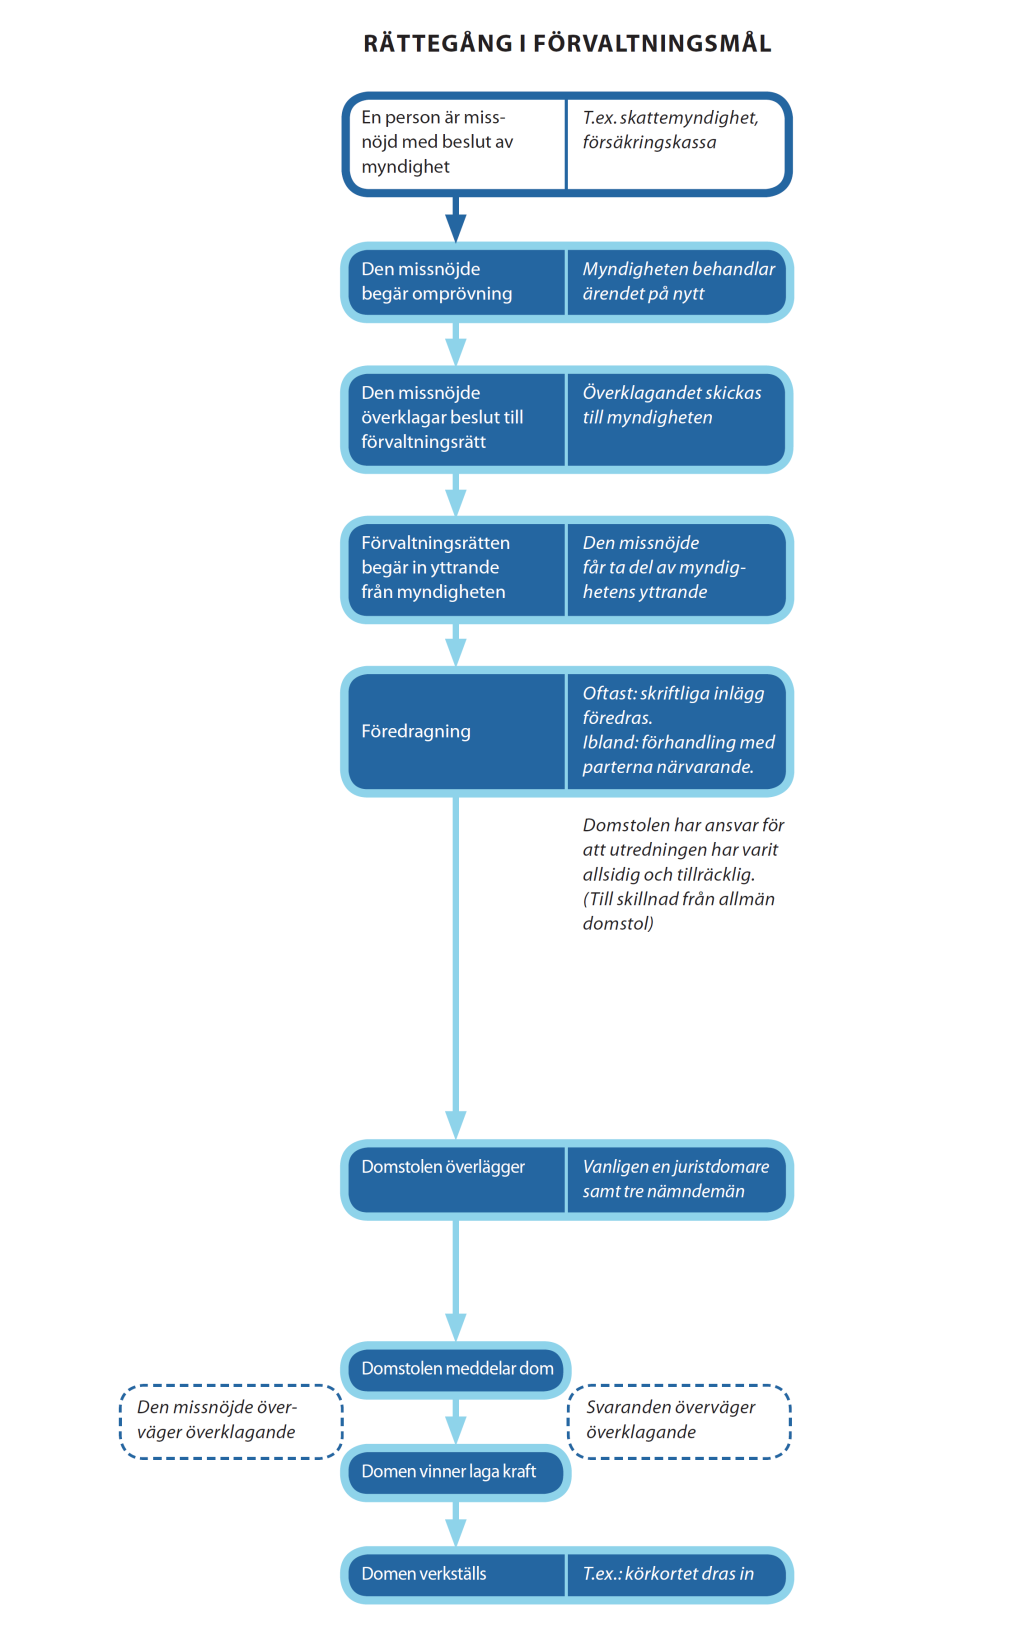 RÄTTEGÅNG I FÖRVALTNINGSMÅL
En person är miss-
nöjd med beslut av
myndighet
T.ex. skattemyndighet,
försäkringskassa
Den missnöjde
begär omprövning
Myndigheten behandlar
ärendet på nytt
Den missnöjde
överklagar beslut till
förvaltningsrätt
Överklagandet skickas
till myndigheten
Förvaltningsrätten
begär in yttrande
från myndigheten
Den missnöjde
får ta del av myndig-
hetens yttrande
Föredragning
Oftast: skriftliga inlägg
föredras.
Ibland: förhandling med
parterna närvarande.
Domstolen har ansvar för
att utredningen har varit
allsidig och tillräcklig.
(Till skillnad från allmän
domstol)
Domstolen överlägger
Vanligen en juristdomare
samt tre nämndemän
Domstolen meddelar dom
Den missnöjde över-
väger överklagande
Svaranden överväger
överklagande
Domen vinner laga kraft
Domen verkställs
T.ex.: körkortet dras in